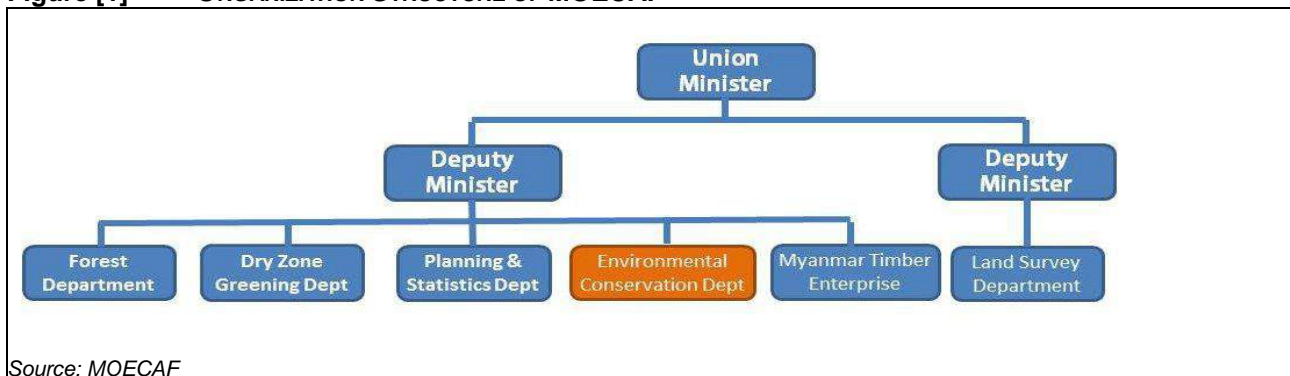 Union
Minister
Deputy
Minister
Deputy
Minister
Forest
Department
Dry Zone
Greening Dept
Planning &
Statistics Dept
Environmental
Conservation Dept
Myanmar Timber
Enterprise
Land Survey
Department
Source: MOECAF